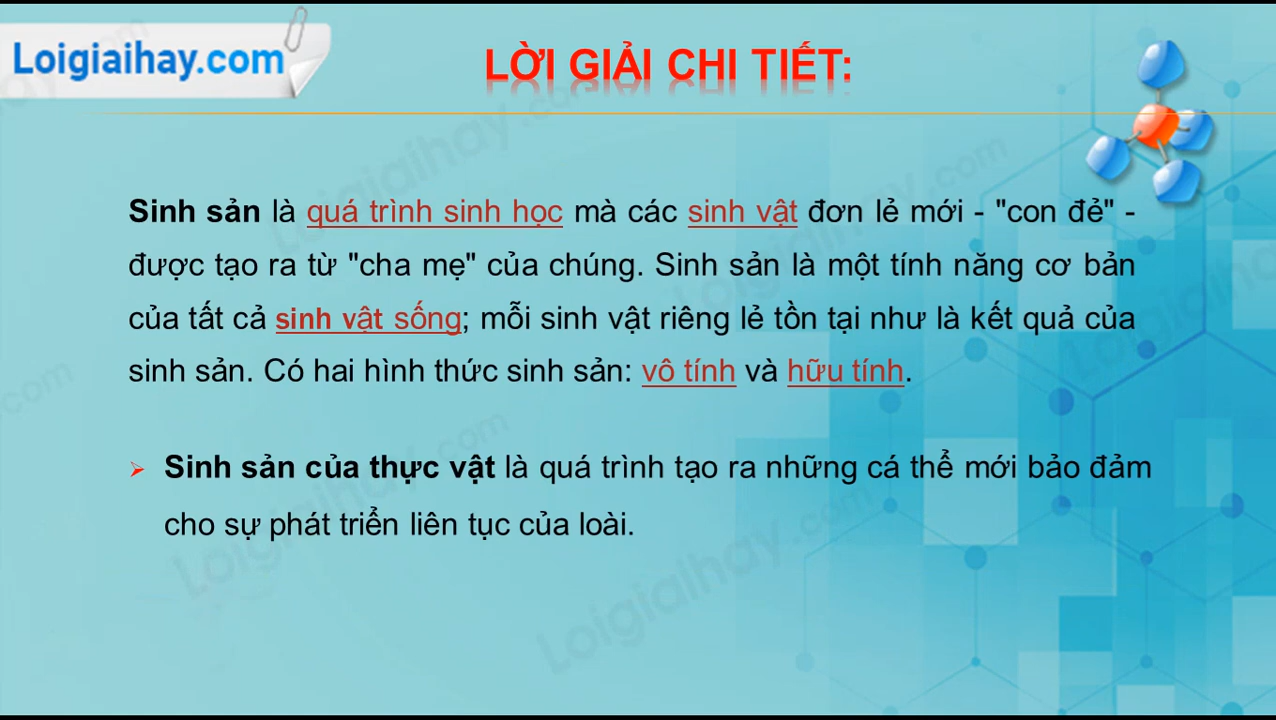 Loigiaihay.com
LỜI GIẢI CHI TIẾT:
Sinh sản là quá trình sinh học mà các sinh vật đơn lẻ mới - "con đẻ" -
được tạo ra từ "cha mẹ" của chúng. Sinh sản là một tính năng cơ bản
của tất cả sinh vật sống; mỗi sinh vật riêng lẻ tồn tại như là kết quả của
sinh sản. Có hai hình thức sinh sản: vô tính và hữu tính.
Sinh sản của thực vật là quá trình tạo ra những cá thể mới bảo đảm
cho sự phát triển liên tục của loài.